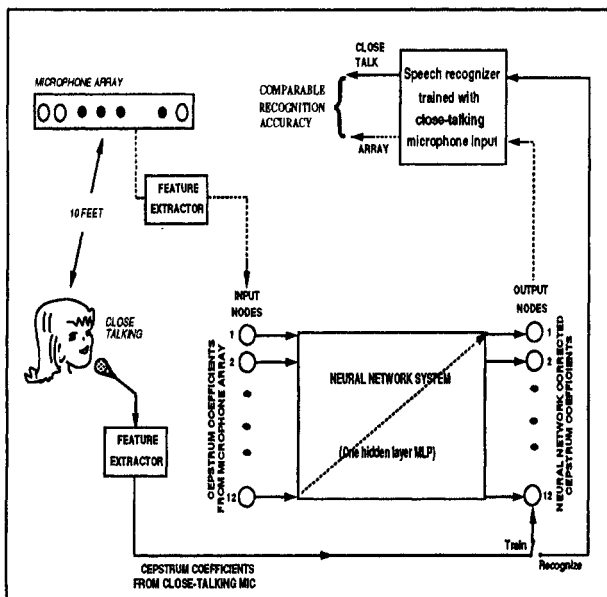 MICROPHONE ARRAY
CLOSE
TALK
COMPARABLE
RECOGNITION
ACCURACY
ARRAY
Speech recognizer
trained with
close-talking
microphone input
10 FEET
FEATURE
EXTRACTOR
CLOSE
TALKING
INPUT
NODES
OUTPUT
NODES
1
2
12
CEPSTRUM COEFFICIENTS
FROM MICROPHONE ARRAY
NEURAL NETWORK SYSTEM
(One hidden layer MLP)
1
2
12
NEURAL NETWORK CORRECTED
CEPSTRUM COEFFICIENTS
FEATURE
EXTRACTOR
Train
Recognize
CEPSTRUM COEFFICIENTS
FROM CLOSE-TALKING MIC